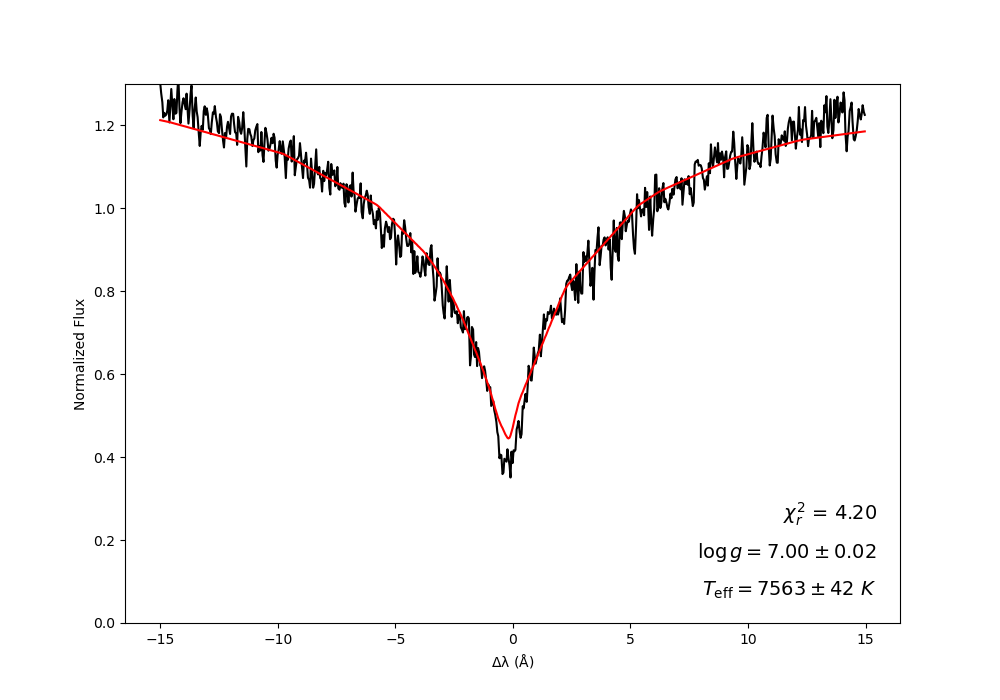 1.2
1.0
0.8
0.6
0.4
0.2
0.0
Normalized Flux
χ²ᵣ = 4.20
log g = 7.00 ± 0.02
T_eff = 7563 ± 42 K
−15 −10 −5 0 5 10 15
Δλ (Å)